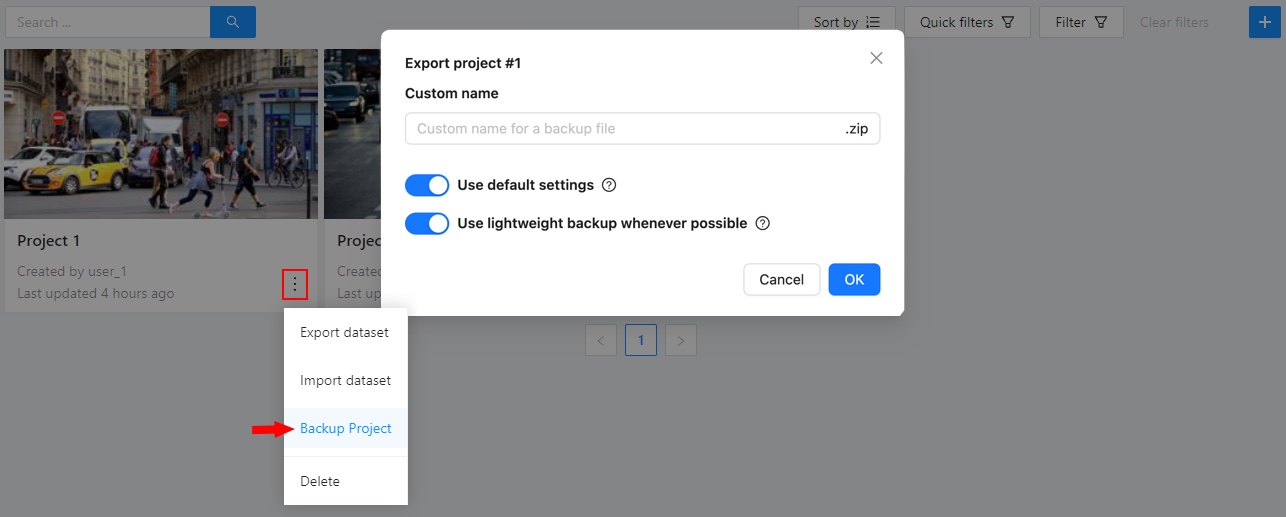 Search ...
Sort by
Quick filters
Filter
Clear filters
+
Export project #1
Custom name
Custom name for a backup file
.zip
Use default settings
Use lightweight backup whenever possible
Cancel
OK
Project 1
Created by user_1
Last updated 4 hours ago
Projec
Created
Last up
< 1 >
Export dataset
Import dataset
Backup Project
Delete